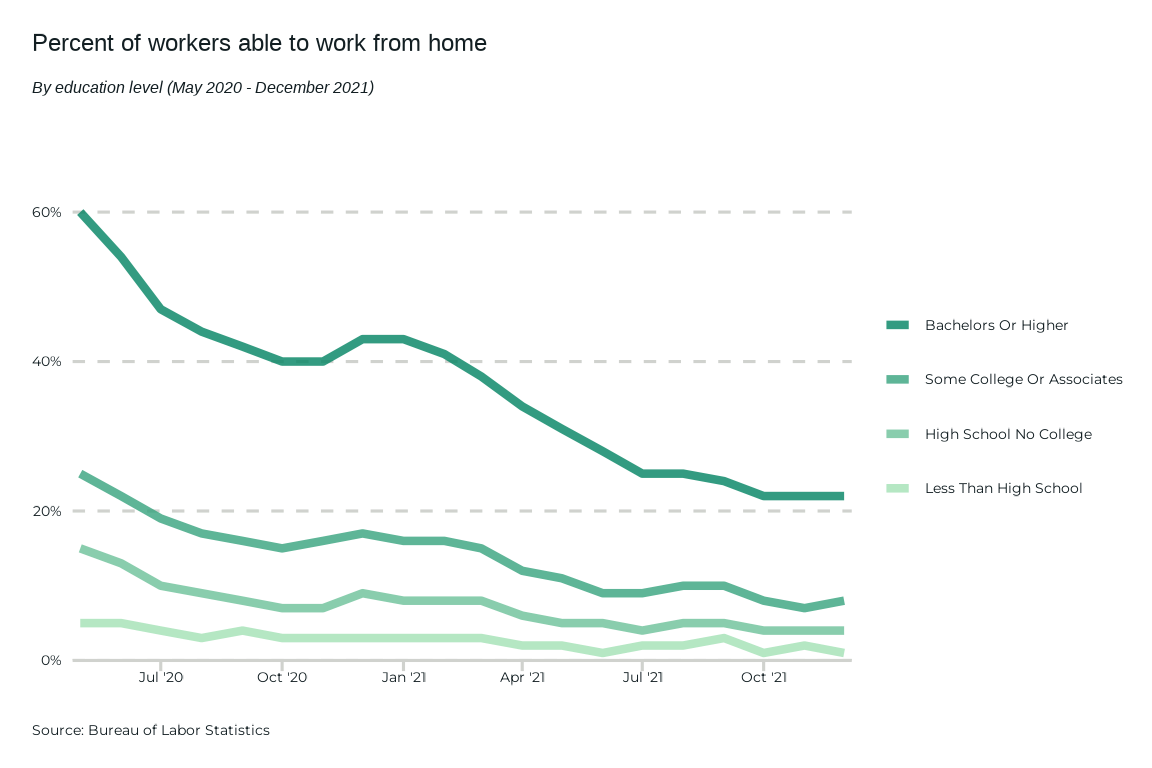 Percent of workers able to work from home
By education level (May 2020 - December 2021)
60%
40%
20%
0%
Jul '20 Oct '20 Jan '21 Apr '21 Jul '21 Oct '21
Bachelors Or Higher
Some College Or Associates
High School No College
Less Than High School
Source: Bureau of Labor Statistics